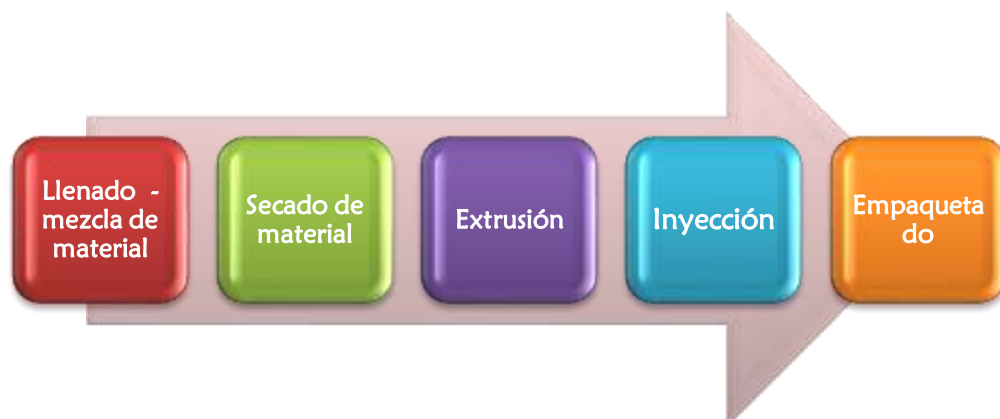 Llenado -
mezcla de
material
Secado de
material
Extrusión
Inyección
Empaqueta
do